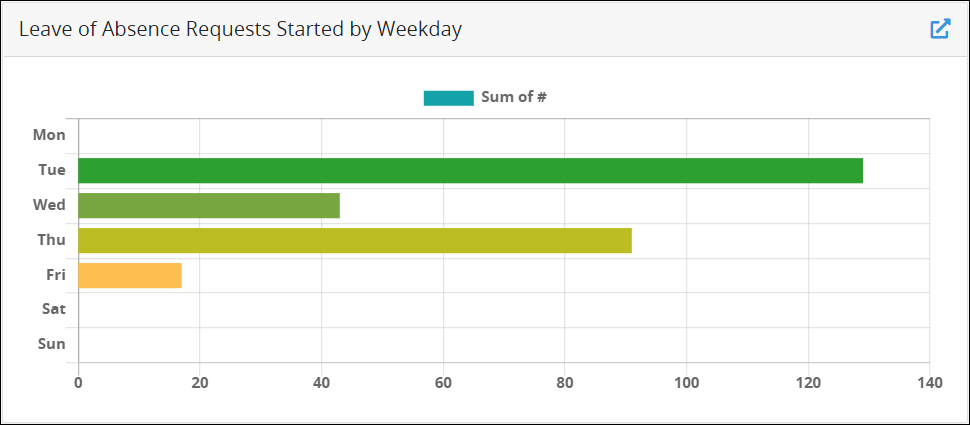 Leave of Absence Requests Started by Weekday
Sum of #
Mon
Tue
Wed
Thu
Fri
Sat
Sun
0 20 40 60 80 100 120 140